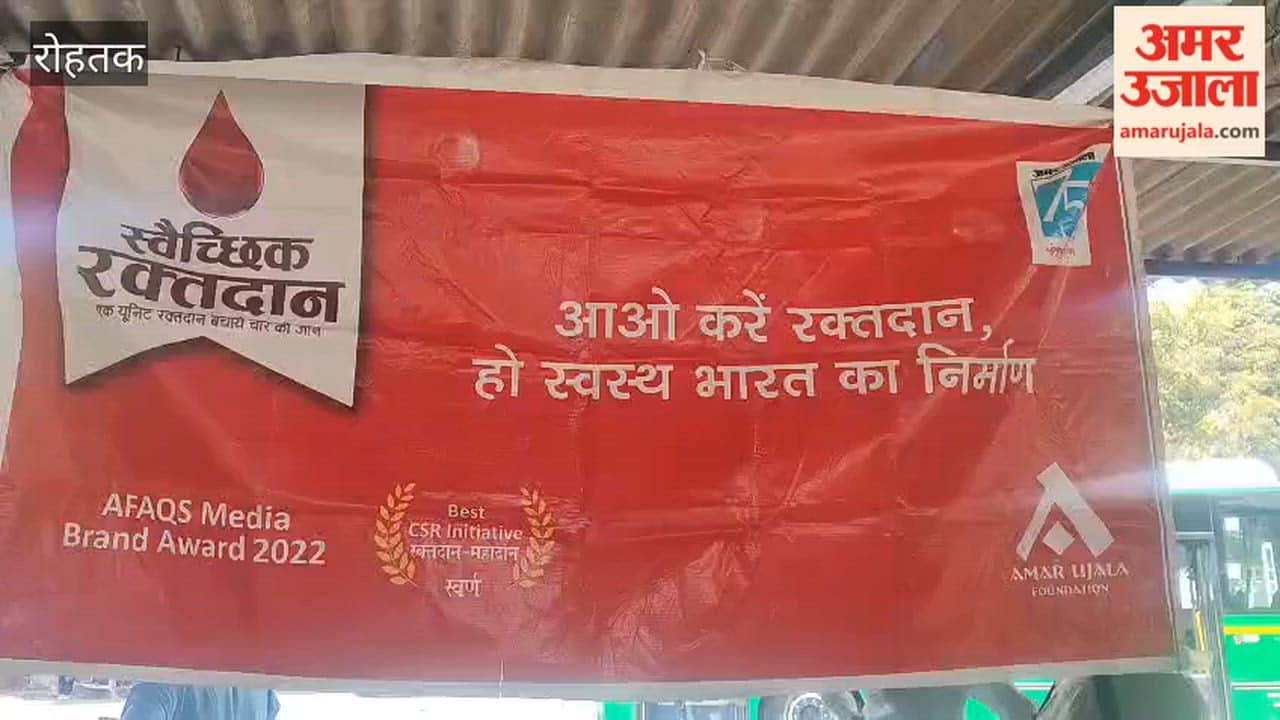 रोहतक
अमर
उजाला
amarujala.com
स्वैच्छिक
रक्तदान
एक यूनिट रक्तदान बचाये चार की जान
75
आओ करें रक्तदान,
हो स्वस्थ भारत का निर्माण
AFAQS Media
Brand Award 2022
Best
CSR Initiative
रक्तदान-महादान
स्वर्ण
AMAR UJALA
FOUNDATION